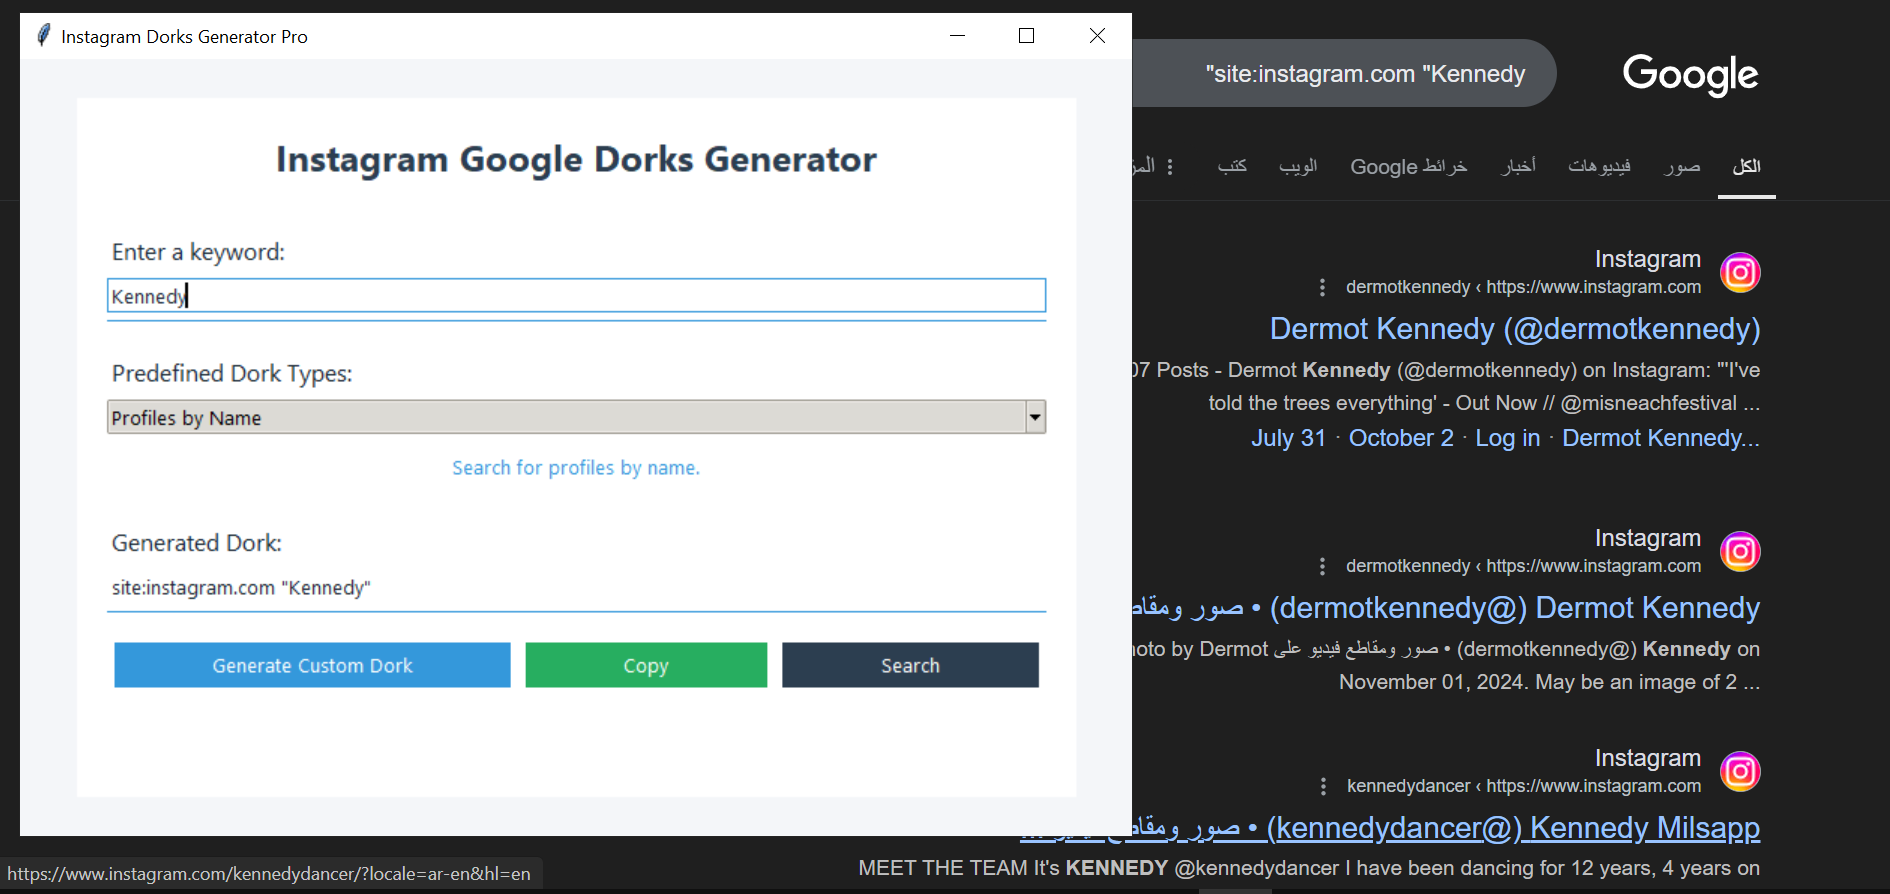 Instagram Dorks Generator Pro
Instagram Google Dorks Generator
Enter a keyword:
Kennedy
Predefined Dork Types:
Profiles by Name
Search for profiles by name.
Generated Dork:
site:instagram.com "Kennedy"
Generate Custom Dork
Copy
Search
"site:instagram.com "Kennedy
Google
الكل
صور
فيديوهات
أخبار
خرائط Google
الويب
كتب
Instagram
dermotkennedy ‹ https://www.instagram.com
Dermot Kennedy (@dermotkennedy)
07 Posts - Dermot Kennedy (@dermotkennedy) on Instagram: "'I've
told the trees everything' - Out Now // @misneachfestival ...
July 31 · October 2 · Log in · Dermot Kennedy...
Instagram
dermotkennedy ‹ https://www.instagram.com
Dermot Kennedy (@dermotkennedy) • صور
by Dermot صور ومقاطع فيديو على • (dermotkennedy@) Kennedy on
November 01, 2024. May be an image of 2 ...
Instagram
kennedydancer ‹ https://www.instagram.com
Kennedy Milsapp (@kennedydancer) • صور
MEET THE TEAM It's KENNEDY @kennedydancer I have been dancing for 12 years, 4 years on
https://www.instagram.com/kennedydancer/?locale=ar-en&hl=en